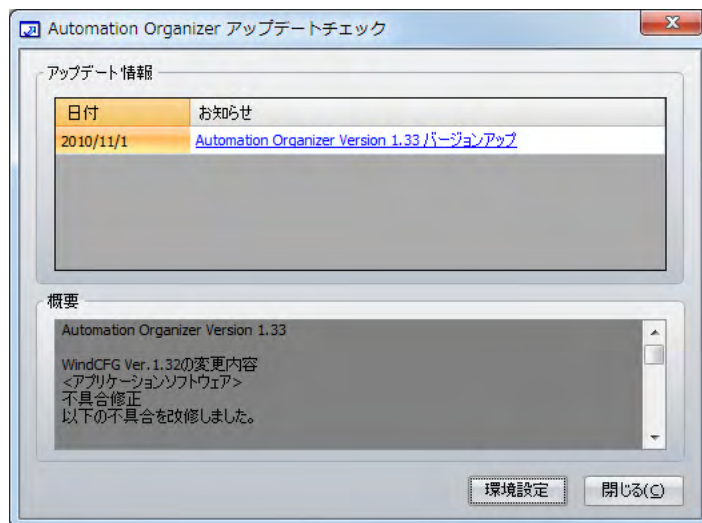 Automation Organizer アップデートチェック
アップデート情報
日付 お知らせ
2010/11/1 Automation Organizer Version 1.33 バージョンアップ
概要
Automation Organizer Version 1.33
WindCFG Ver.1.32の変更内容
<アプリケーションソフトウェア>
不具合修正
以下の不具合を改修しました。
環境設定 閉じる(C)